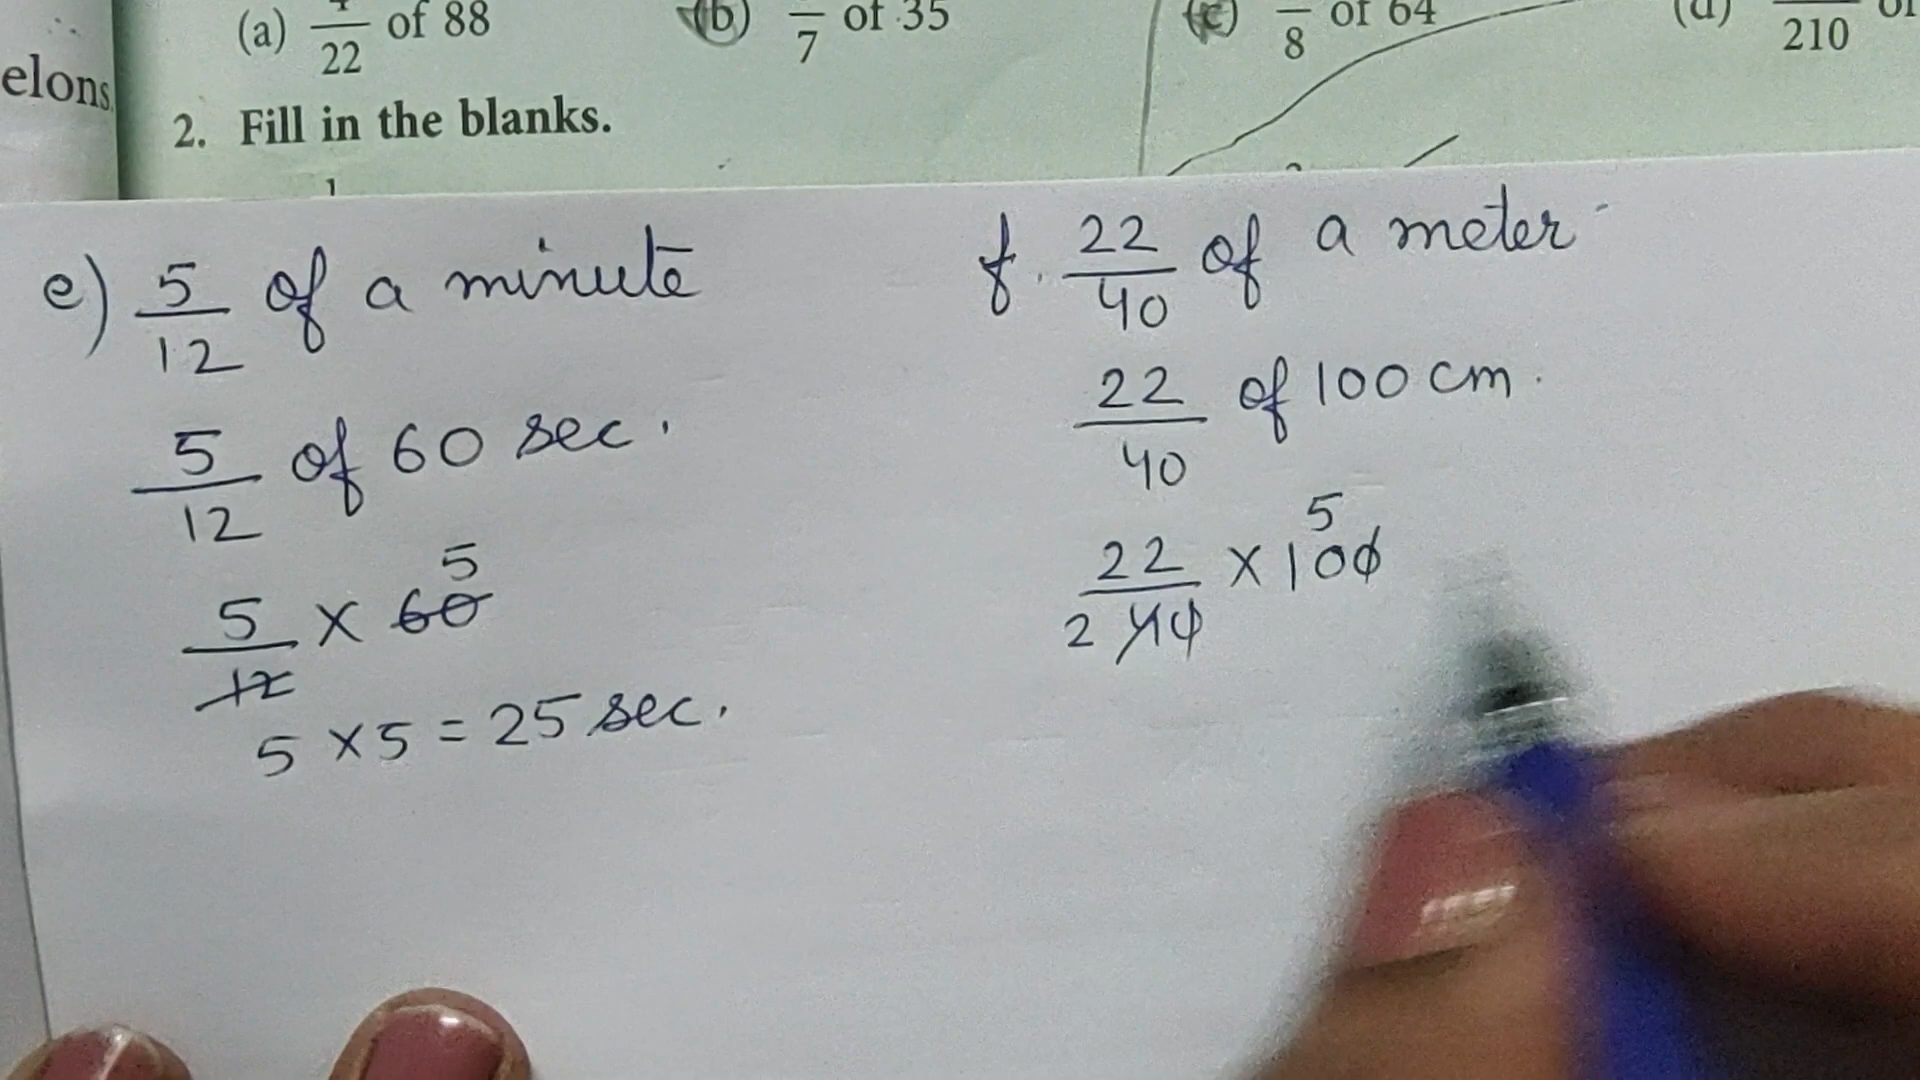 (a) /22 of 88 (b) /7 of 35 (c) /8 of 64 (d) /210 of
elons.
2. Fill in the blanks.
1
e) 5/12 of a minute
5/12 of 60 sec.
5
5/12 × 60
5 × 5 = 25 sec.
f. 22/40 of a meter
22/40 of 100 cm.
5
22/40 × 100
2